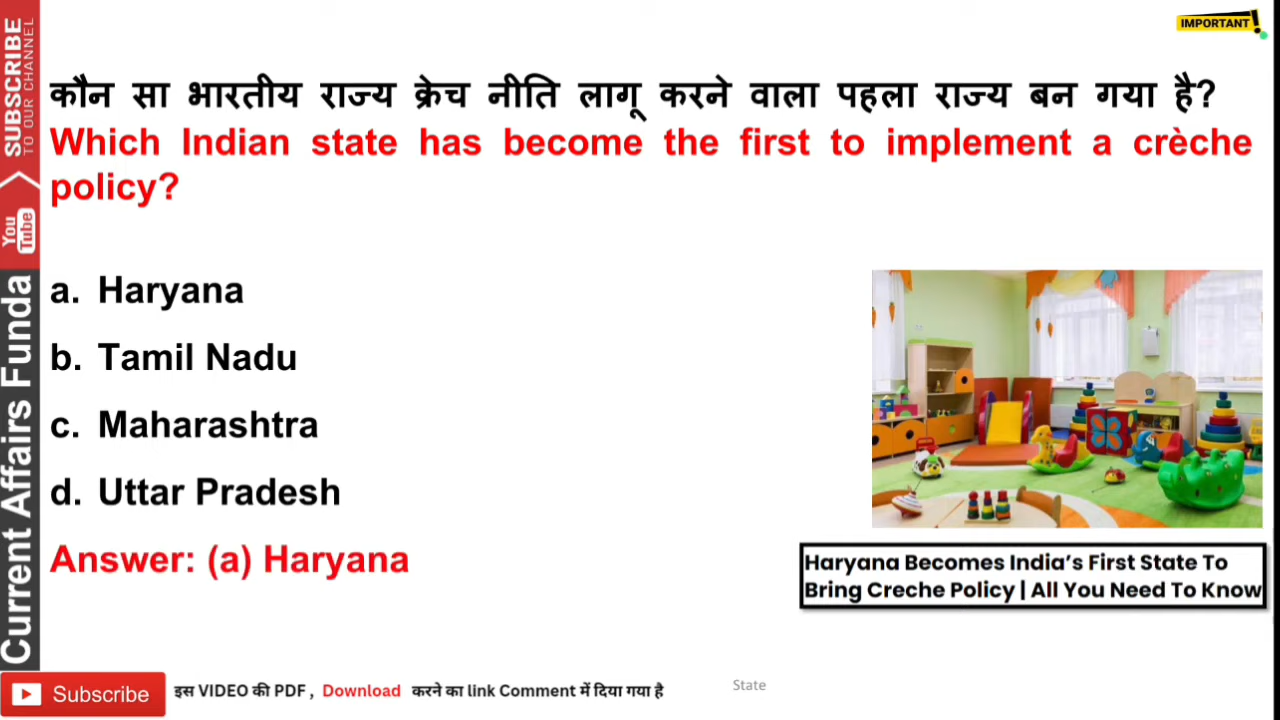 IMPORTANT!
कौन सा भारतीय राज्य क्रेच नीति लागू करने वाला पहला राज्य बन गया है?
Which Indian state has become the first to implement a crèche
policy?
a. Haryana
b. Tamil Nadu
c. Maharashtra
d. Uttar Pradesh
Answer: (a) Haryana
Haryana Becomes India's First State To
Bring Creche Policy | All You Need To Know
SUBSCRIBE
TO OUR CHANNEL
You
Tube
Current Affairs Funda
Subscribe
इस VIDEO की PDF , Download करने का link Comment में दिया गया है
State